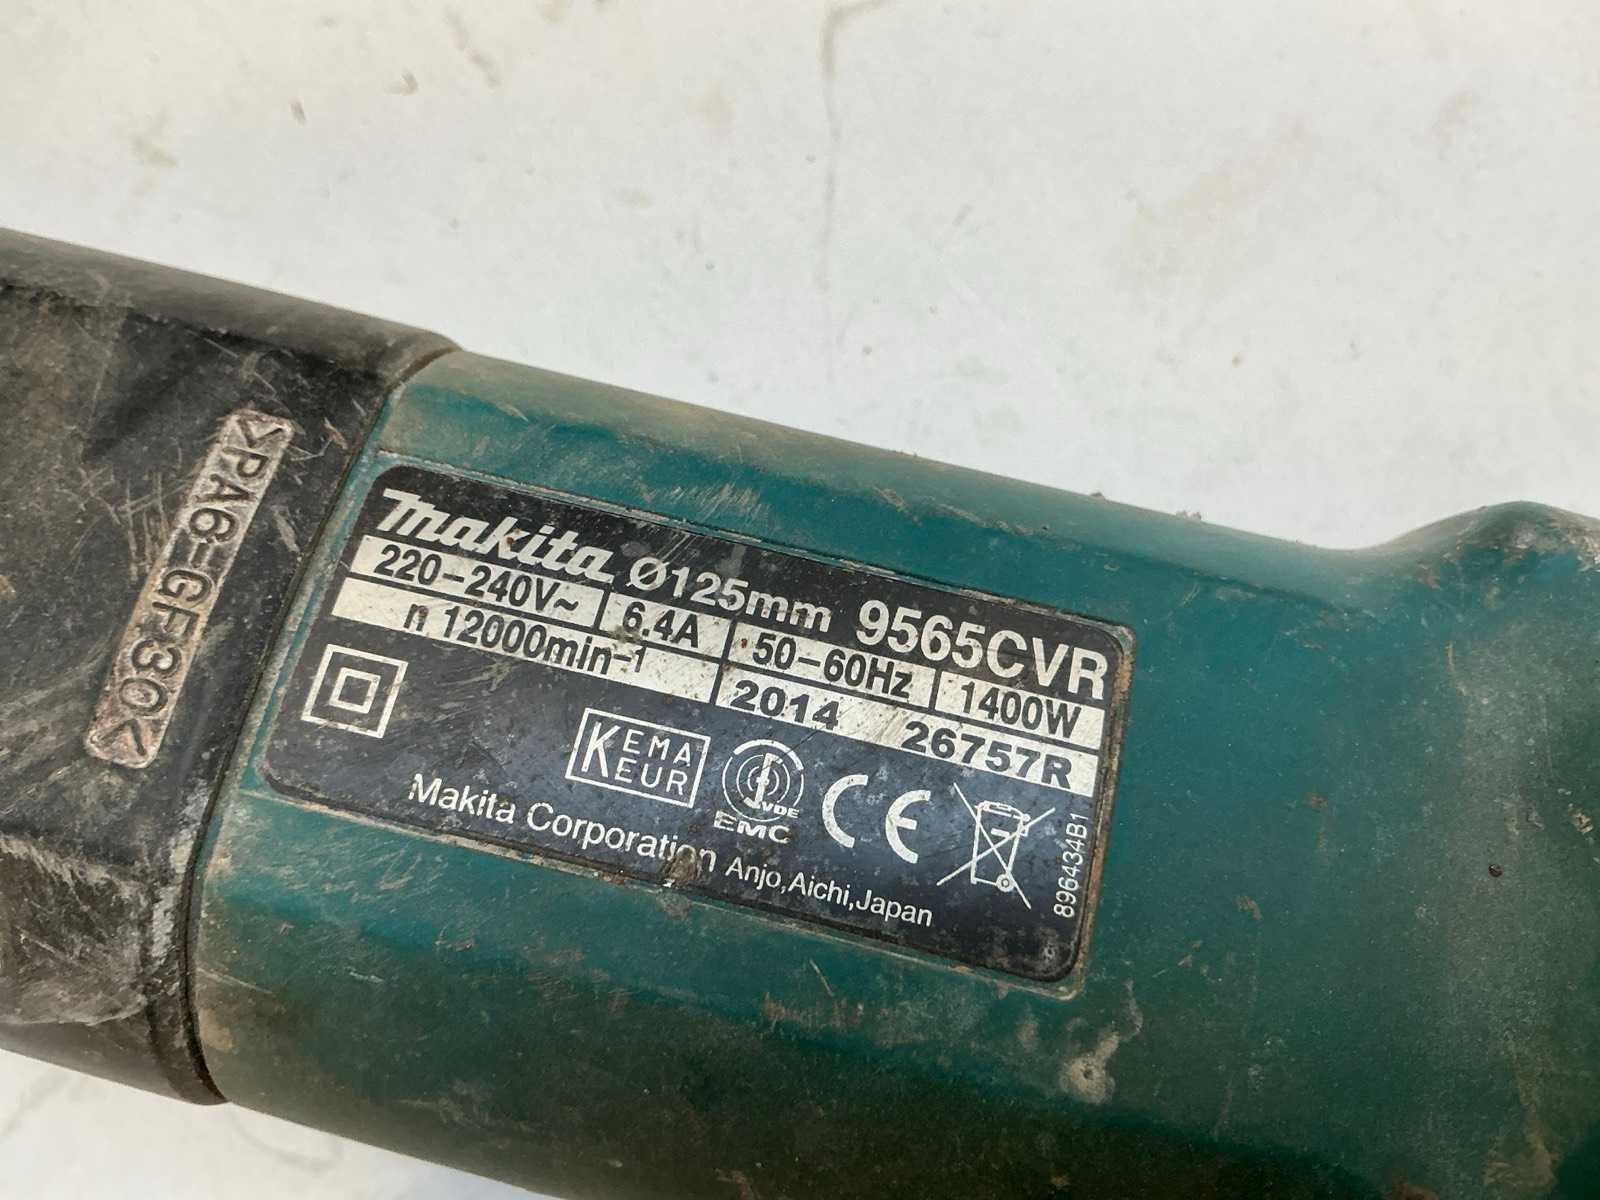 >PA6-GF30<
makita Ø125mm 9565CVR
220-240V~ 6.4A 50-60Hz 1400W
n 12000min-1 2014 26757R
KEMA
KEUR
VDE
EMC
CE
Makita Corporation Anjo,Aichi,Japan
896434B1